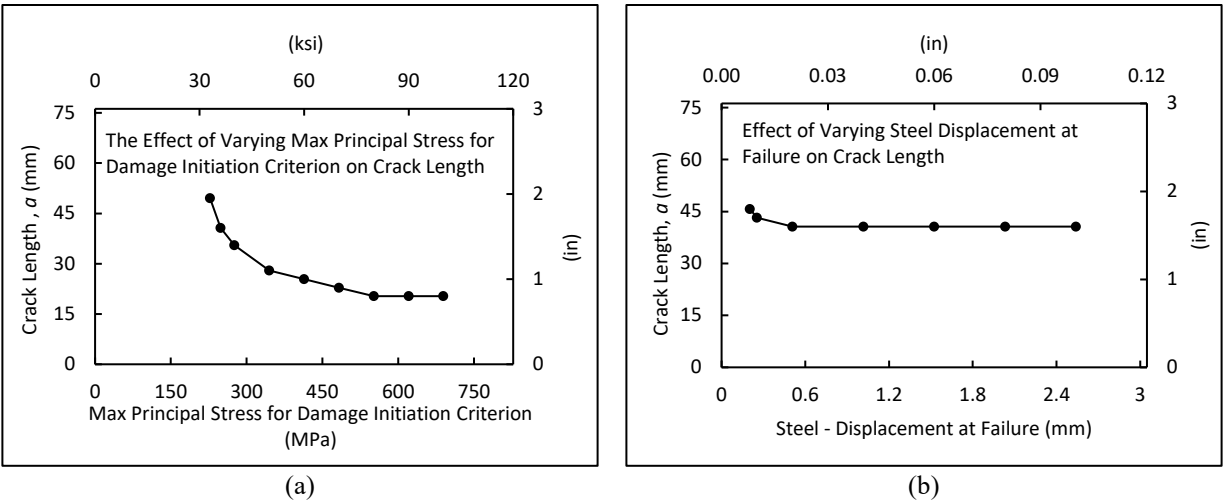 (ksi)
0 30 60 90 120
75 60 45 30 15 0
Crack Length , a (mm)
The Effect of Varying Max Principal Stress for
Damage Initiation Criterion on Crack Length
3 2 1 0
(in)
0 150 300 450 600 750
Max Principal Stress for Damage Initiation Criterion
(MPa)
(a)
(in)
0.00 0.03 0.06 0.09 0.12
75 60 45 30 15 0
Crack Length, a (mm)
Effect of Varying Steel Displacement at
Failure on Crack Length
3 2 1 0
(in)
0 0.6 1.2 1.8 2.4 3
Steel - Displacement at Failure (mm)
(b)